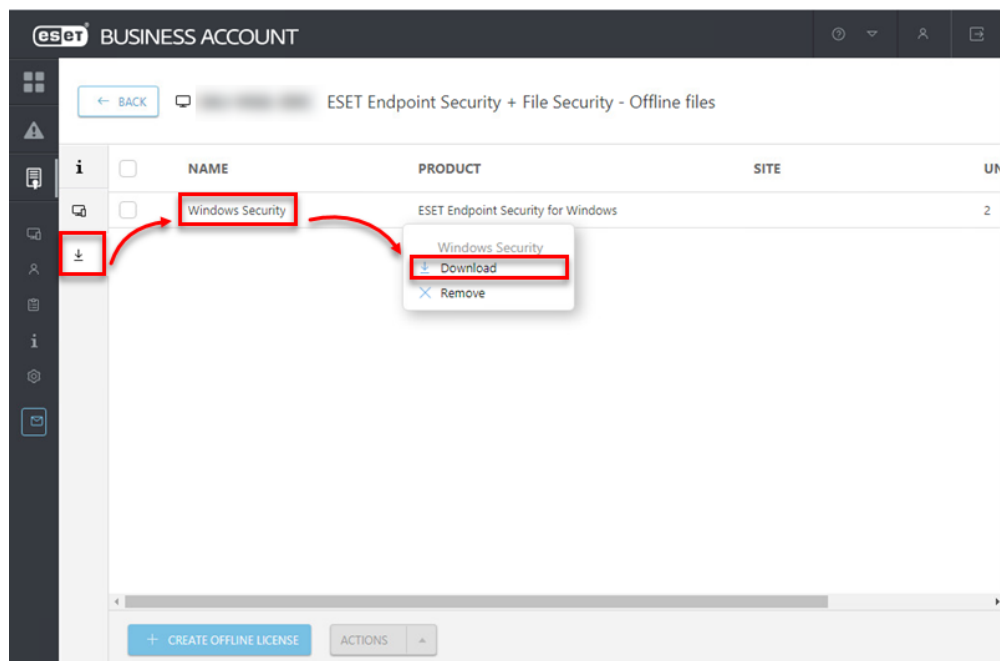 eset BUSINESS ACCOUNT
← BACK
ESET Endpoint Security + File Security - Offline files
NAME PRODUCT SITE UN
Windows Security ESET Endpoint Security for Windows 2
Windows Security
Download
Remove
+ CREATE OFFLINE LICENSE ACTIONS